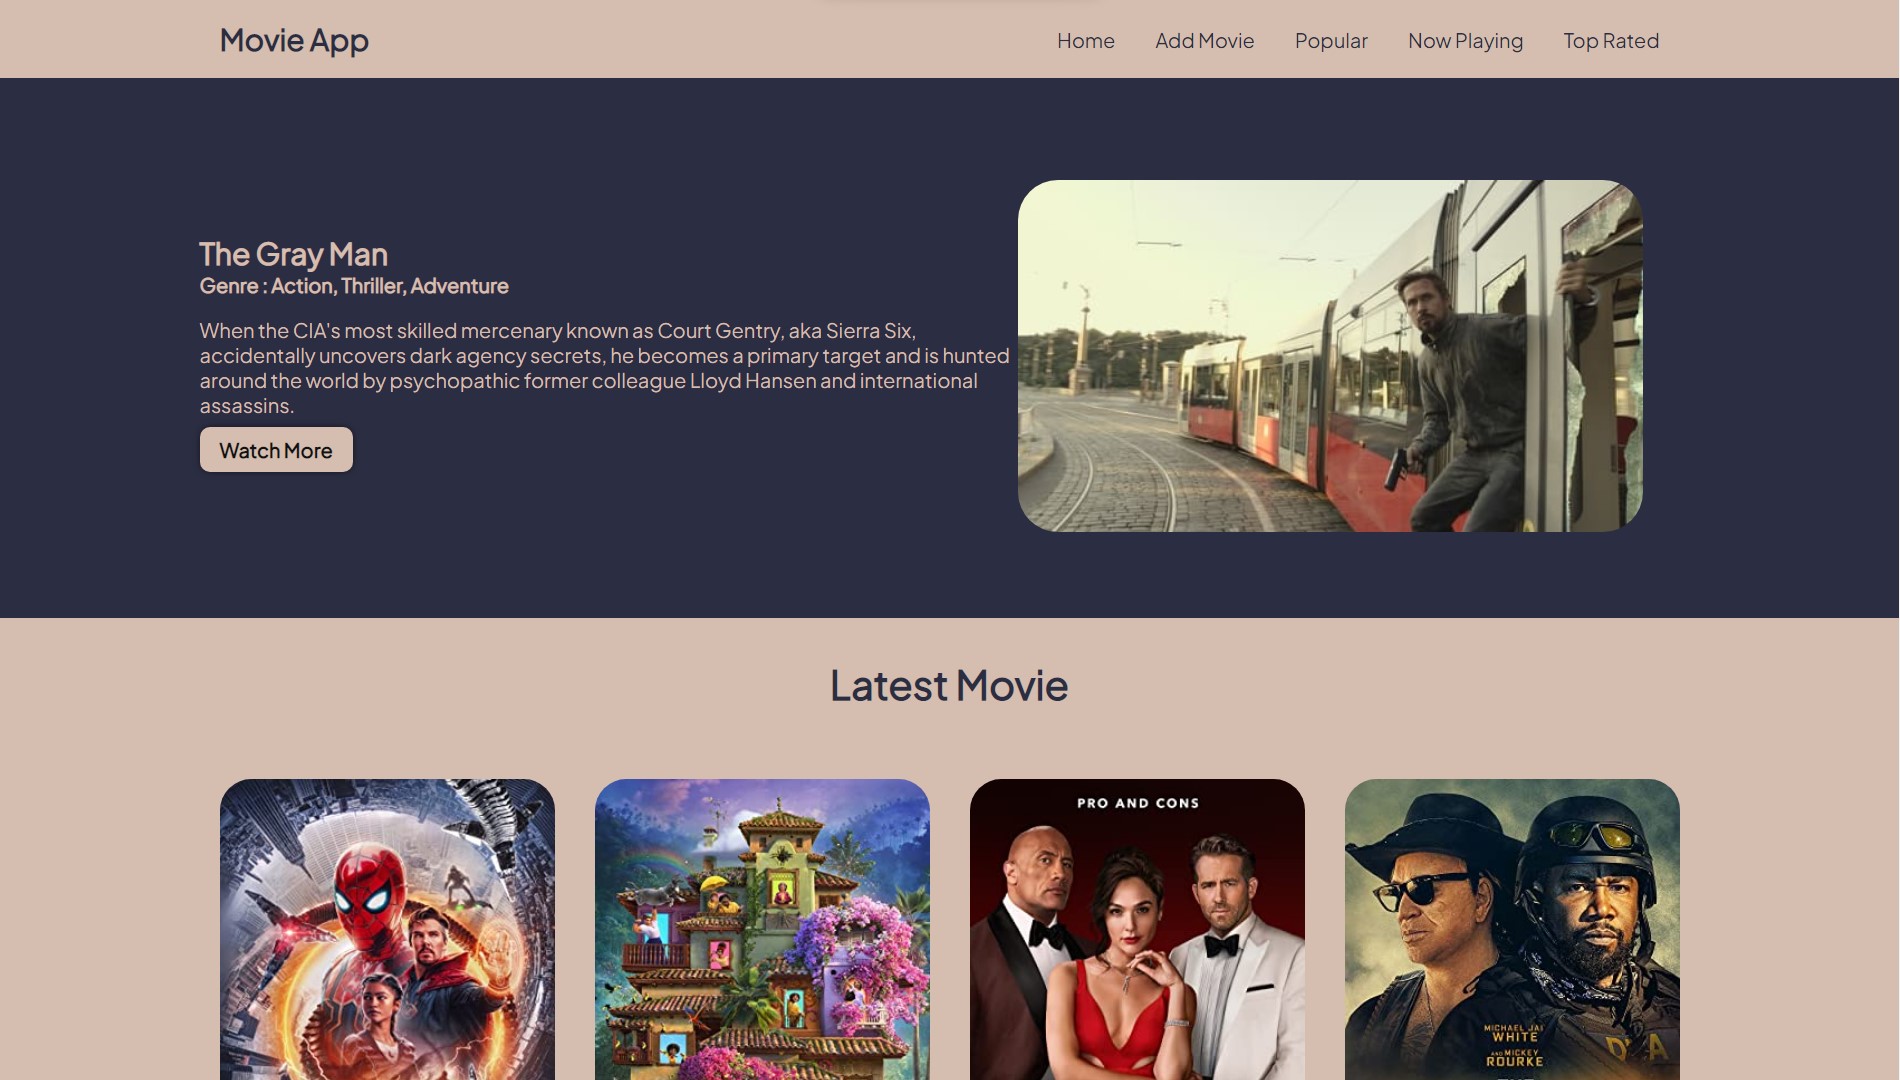 Movie App
Home
Add Movie
Popular
Now Playing
Top Rated
The Gray Man
Genre : Action, Thriller, Adventure
When the CIA's most skilled mercenary known as Court Gentry, aka Sierra Six,
accidentally uncovers dark agency secrets, he becomes a primary target and is hunted
around the world by psychopathic former colleague Lloyd Hansen and international
assassins.
Watch More
Latest Movie
PRO AND CONS
MICHAEL JAI
WHITE
AND MICKEY
ROURKE